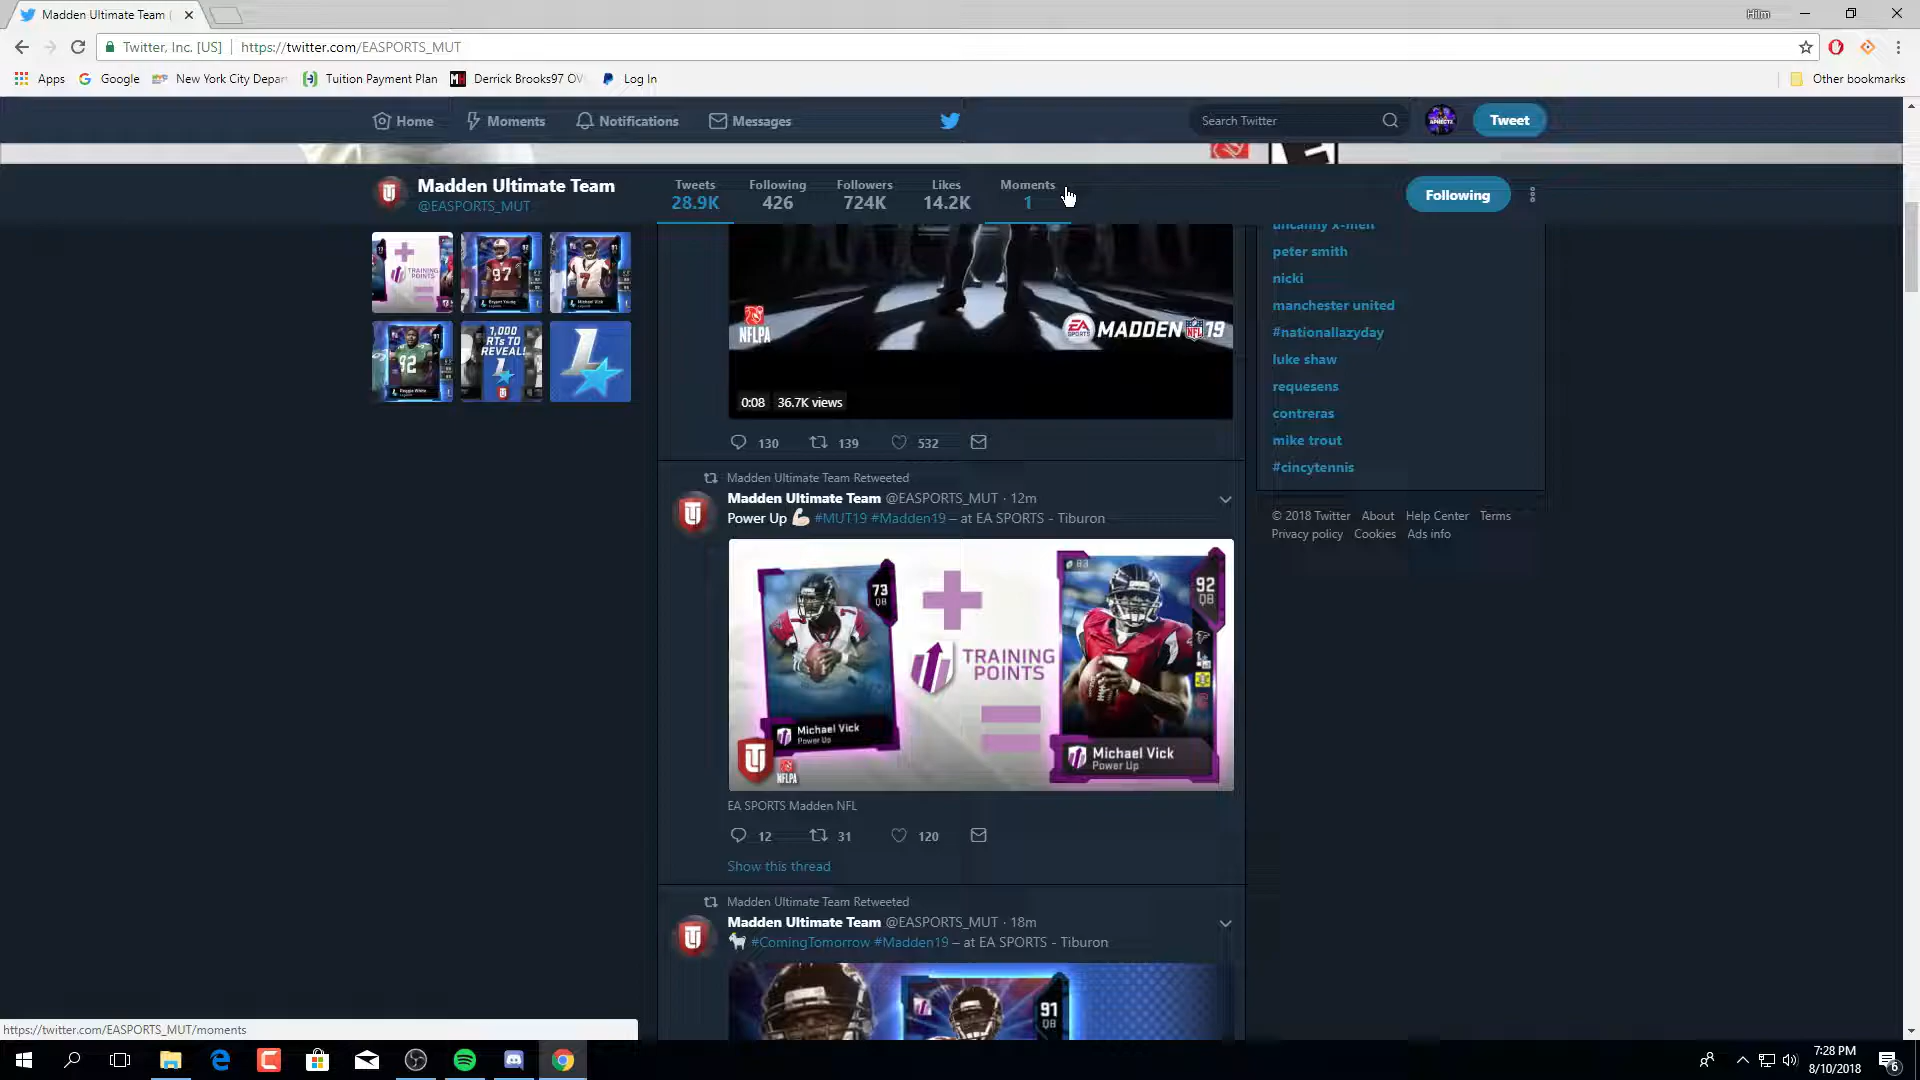 Madden Ultimate Team
Hilm
Twitter, Inc. [US]
https://twitter.com/EASPORTS_MUT
Apps
Google
New York City Depar
Tuition Payment Plan
Derrick Brooks97 OV
Log In
Other bookmarks
Home
Moments
Notifications
Messages
Search Twitter
Tweet
Madden Ultimate Team
@EASPORTS_MUT
Tweets
28.9K
Following
426
Followers
724K
Likes
14.2K
Moments
1
Following
TRAINING
POINTS
97
7
92
1,000
RTs TO
REVEAL!
NFLPA
EA SPORTS MADDEN NFL 19
0:08 36.7K views
130 139 532
Madden Ultimate Team Retweeted
Madden Ultimate Team @EASPORTS_MUT · 12m
Power Up #MUT19 #Madden19 – at EA SPORTS - Tiburon
73
QB
Michael Vick
Power Up
NFLPA
TRAINING
POINTS
83
92
QB
Michael Vick
Power Up
EA SPORTS Madden NFL
12 31 120
Show this thread
Madden Ultimate Team Retweeted
Madden Ultimate Team @EASPORTS_MUT · 18m
#ComingTomorrow #Madden19 – at EA SPORTS - Tiburon
91
QB
uncanny x-men
peter smith
nicki
manchester united
#nationallazyday
luke shaw
requesens
contreras
mike trout
#cincytennis
© 2018 Twitter About Help Center Terms
Privacy policy Cookies Ads info
https://twitter.com/EASPORTS_MUT/moments
7:28 PM
8/10/2018
6